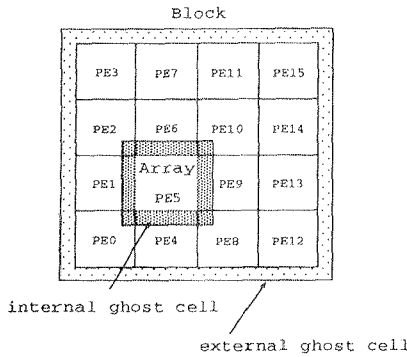 Block
PE3 PE7 PE11 PE15
PE2 PE6 PE10 PE14
Array
PE1 PE5 PE9 PE13
PE0 PE4 PE8 PE12
internal ghost cell
external ghost cell